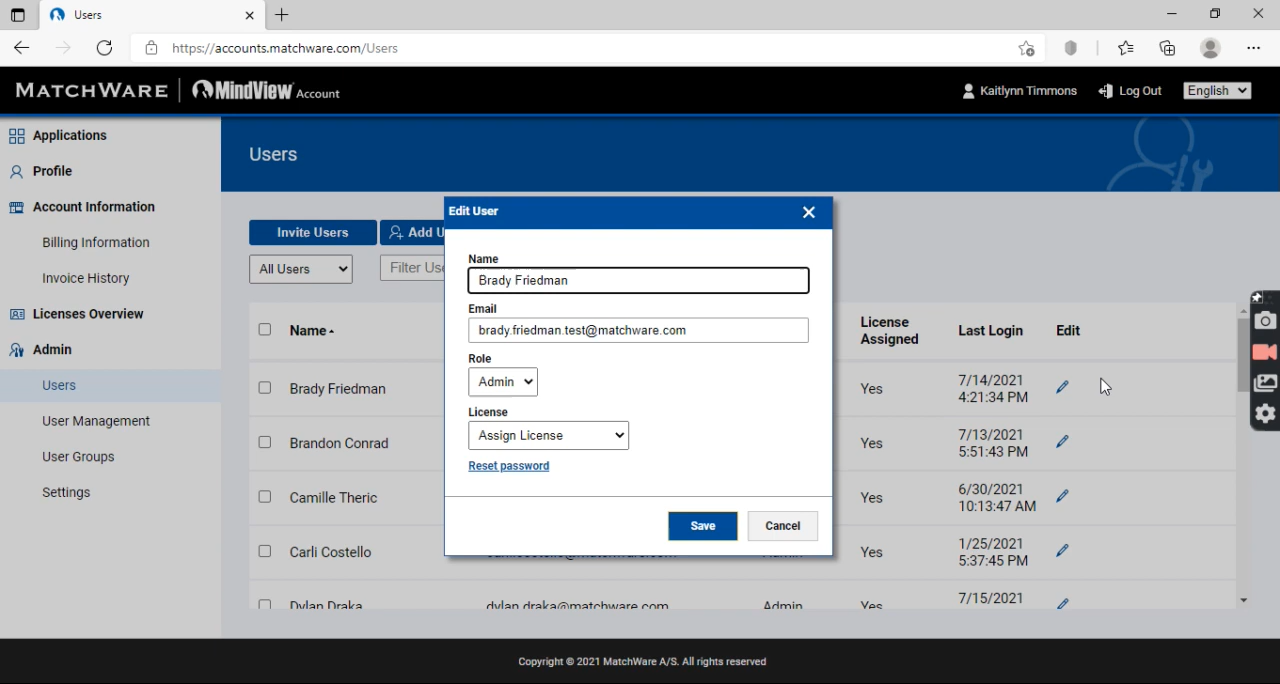 Users
https://accounts.matchware.com/Users
MATCHWARE | MindView Account
Kaitlynn Timmons
Log Out
English
Applications
Profile
Account Information
Billing Information
Invoice History
Licenses Overview
Admin
Users
User Management
User Groups
Settings
Users
Invite Users
Add U
All Users
Filter Use
Name
License Assigned
Last Login
Edit
Brady Friedman
Yes
7/14/2021
4:21:34 PM
Brandon Conrad
Yes
7/13/2021
5:51:43 PM
Camille Theric
Yes
6/30/2021
10:13:47 AM
Carli Costello
Yes
1/25/2021
5:37:45 PM
Dylan Draka
dylan.draka@matchware.com
Admin
Yes
7/15/2021
Edit User
Name
Brady Friedman
Email
brady.friedman.test@matchware.com
Role
Admin
License
Assign License
Reset password
Save
Cancel
Copyright © 2021 MatchWare A/S. All rights reserved